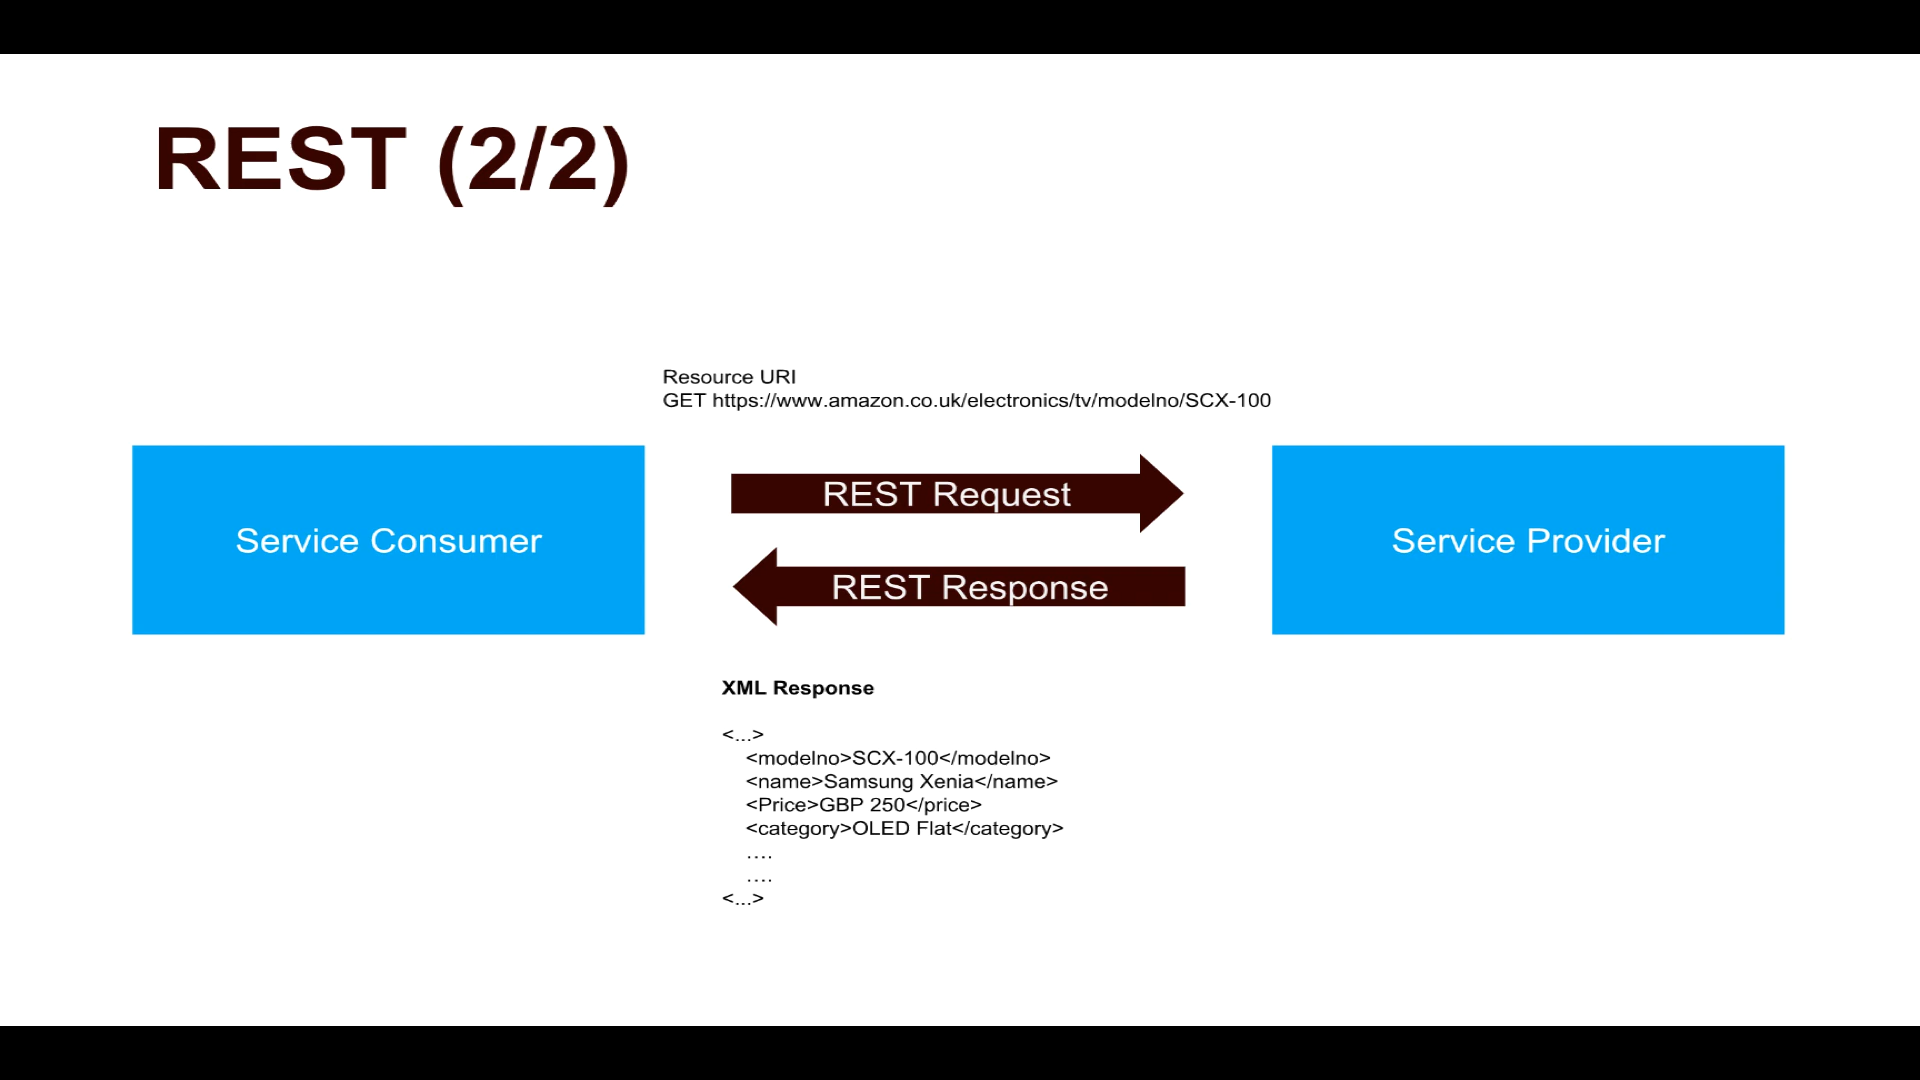 REST (2/2)
Resource URI
GET https://www.amazon.co.uk/electronics/tv/modelno/SCX-100
Service Consumer
REST Request
REST Response
Service Provider
XML Response
<...>
<modelno>SCX-100</modelno>
<name>Samsung Xenia</name>
<Price>GBP 250</price>
<category>OLED Flat</category>
....
....
<...>